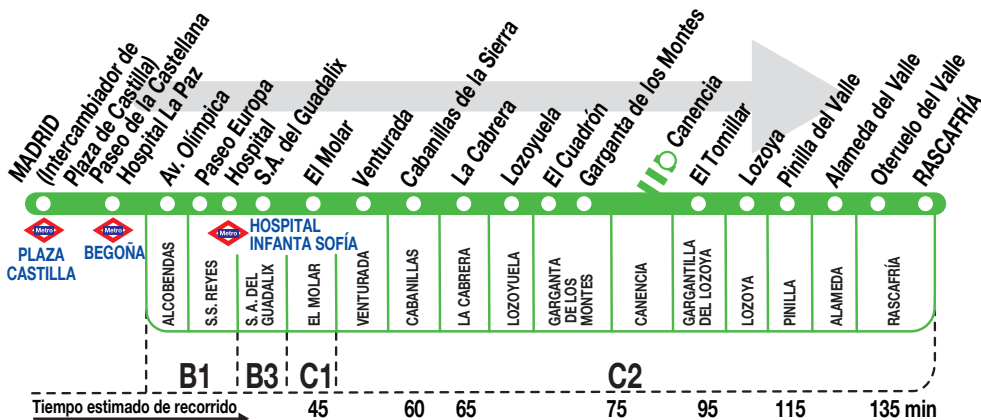 MADRID
(Intercambiador de
Plaza de Castilla)
Paseo de la Castellana
Hospital La Paz
Av. Olímpica
Paseo Europa
Hospital
S.A. del Guadalix
El Molar
Venturada
Cabanillas de la Sierra
La Cabrera
Lozoyuela
El Cuadrón
Garganta de los Montes
Canencia
El Tomillar
Lozoya
Pinilla del Valle
Alameda del Valle
Oteruelo del Valle
RASCAFRÍA
Metro
PLAZA
CASTILLA
Metro
BEGOÑA
Metro
HOSPITAL
INFANTA SOFÍA
ALCOBENDAS
S.S. REYES
S. A. DEL
GUADALIX
EL MOLAR
VENTURADA
CABANILLAS
LA CABRERA
LOZOYUELA
GARGANTA
DE LOS
MONTES
CANENCIA
GARGANTILLA
DEL LOZOYA
LOZOYA
PINILLA
ALAMEDA
RASCAFRÍA
B1 B3 C1 C2
Tiempo estimado de recorrido 45 60 65 75 95 115 135 min